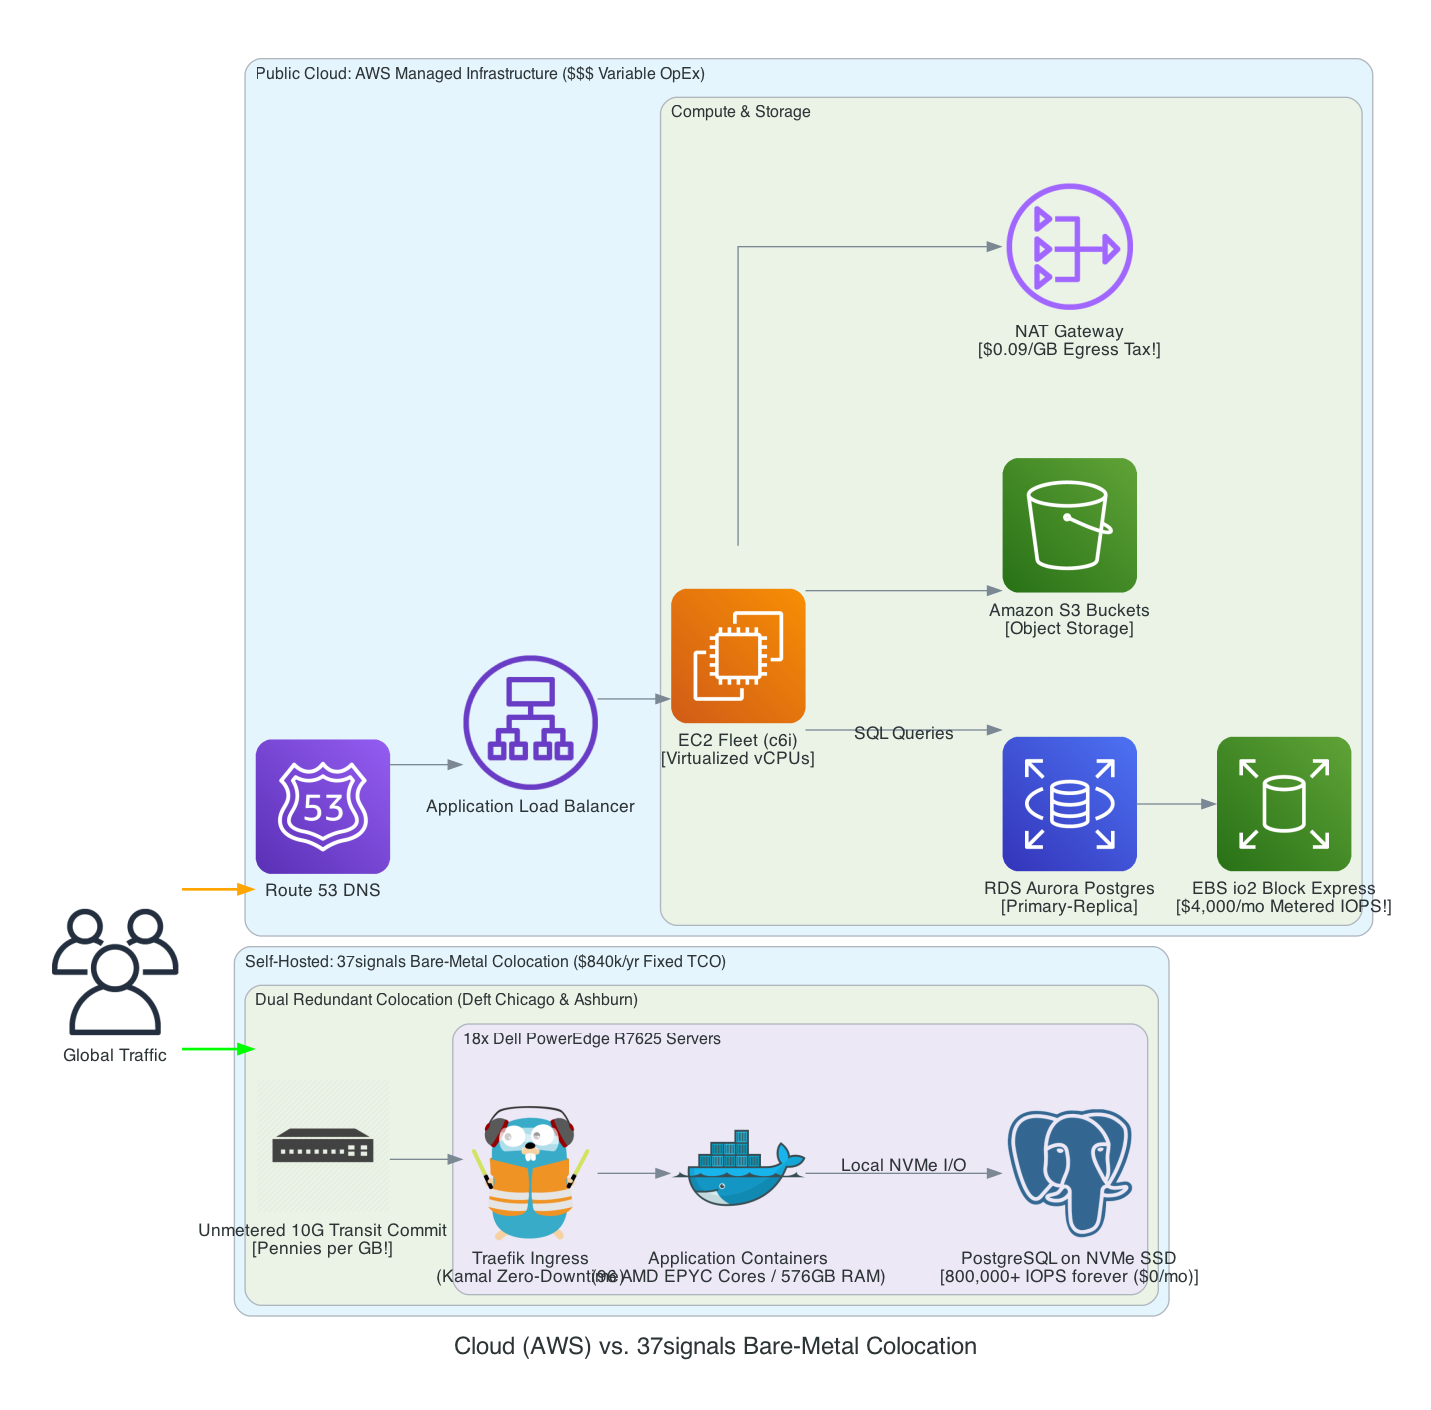 Public Cloud: AWS Managed Infrastructure ($$$ Variable OpEx)
Compute & Storage
NAT Gateway
[$0.09/GB Egress Tax!]
Amazon S3 Buckets
[Object Storage]
EC2 Fleet (c6i)
[Virtualized vCPUs]
SQL Queries
Application Load Balancer
53
Route 53 DNS
RDS Aurora Postgres
[Primary-Replica]
EBS io2 Block Express
[$4,000/mo Metered IOPS!]
Global Traffic
Self-Hosted: 37signals Bare-Metal Colocation ($840k/yr Fixed TCO)
Dual Redundant Colocation (Deft Chicago & Ashburn)
18x Dell PowerEdge R7625 Servers
Local NVMe I/O
Unmetered 10G Transit Commit
[Pennies per GB!]
Traefik Ingress
(Kamal Zero-Downtime)
Application Containers
(96 AMD EPYC Cores / 576GB RAM)
PostgreSQL on NVMe SSD
[800,000+ IOPS forever ($0/mo)]
Cloud (AWS) vs. 37signals Bare-Metal Colocation